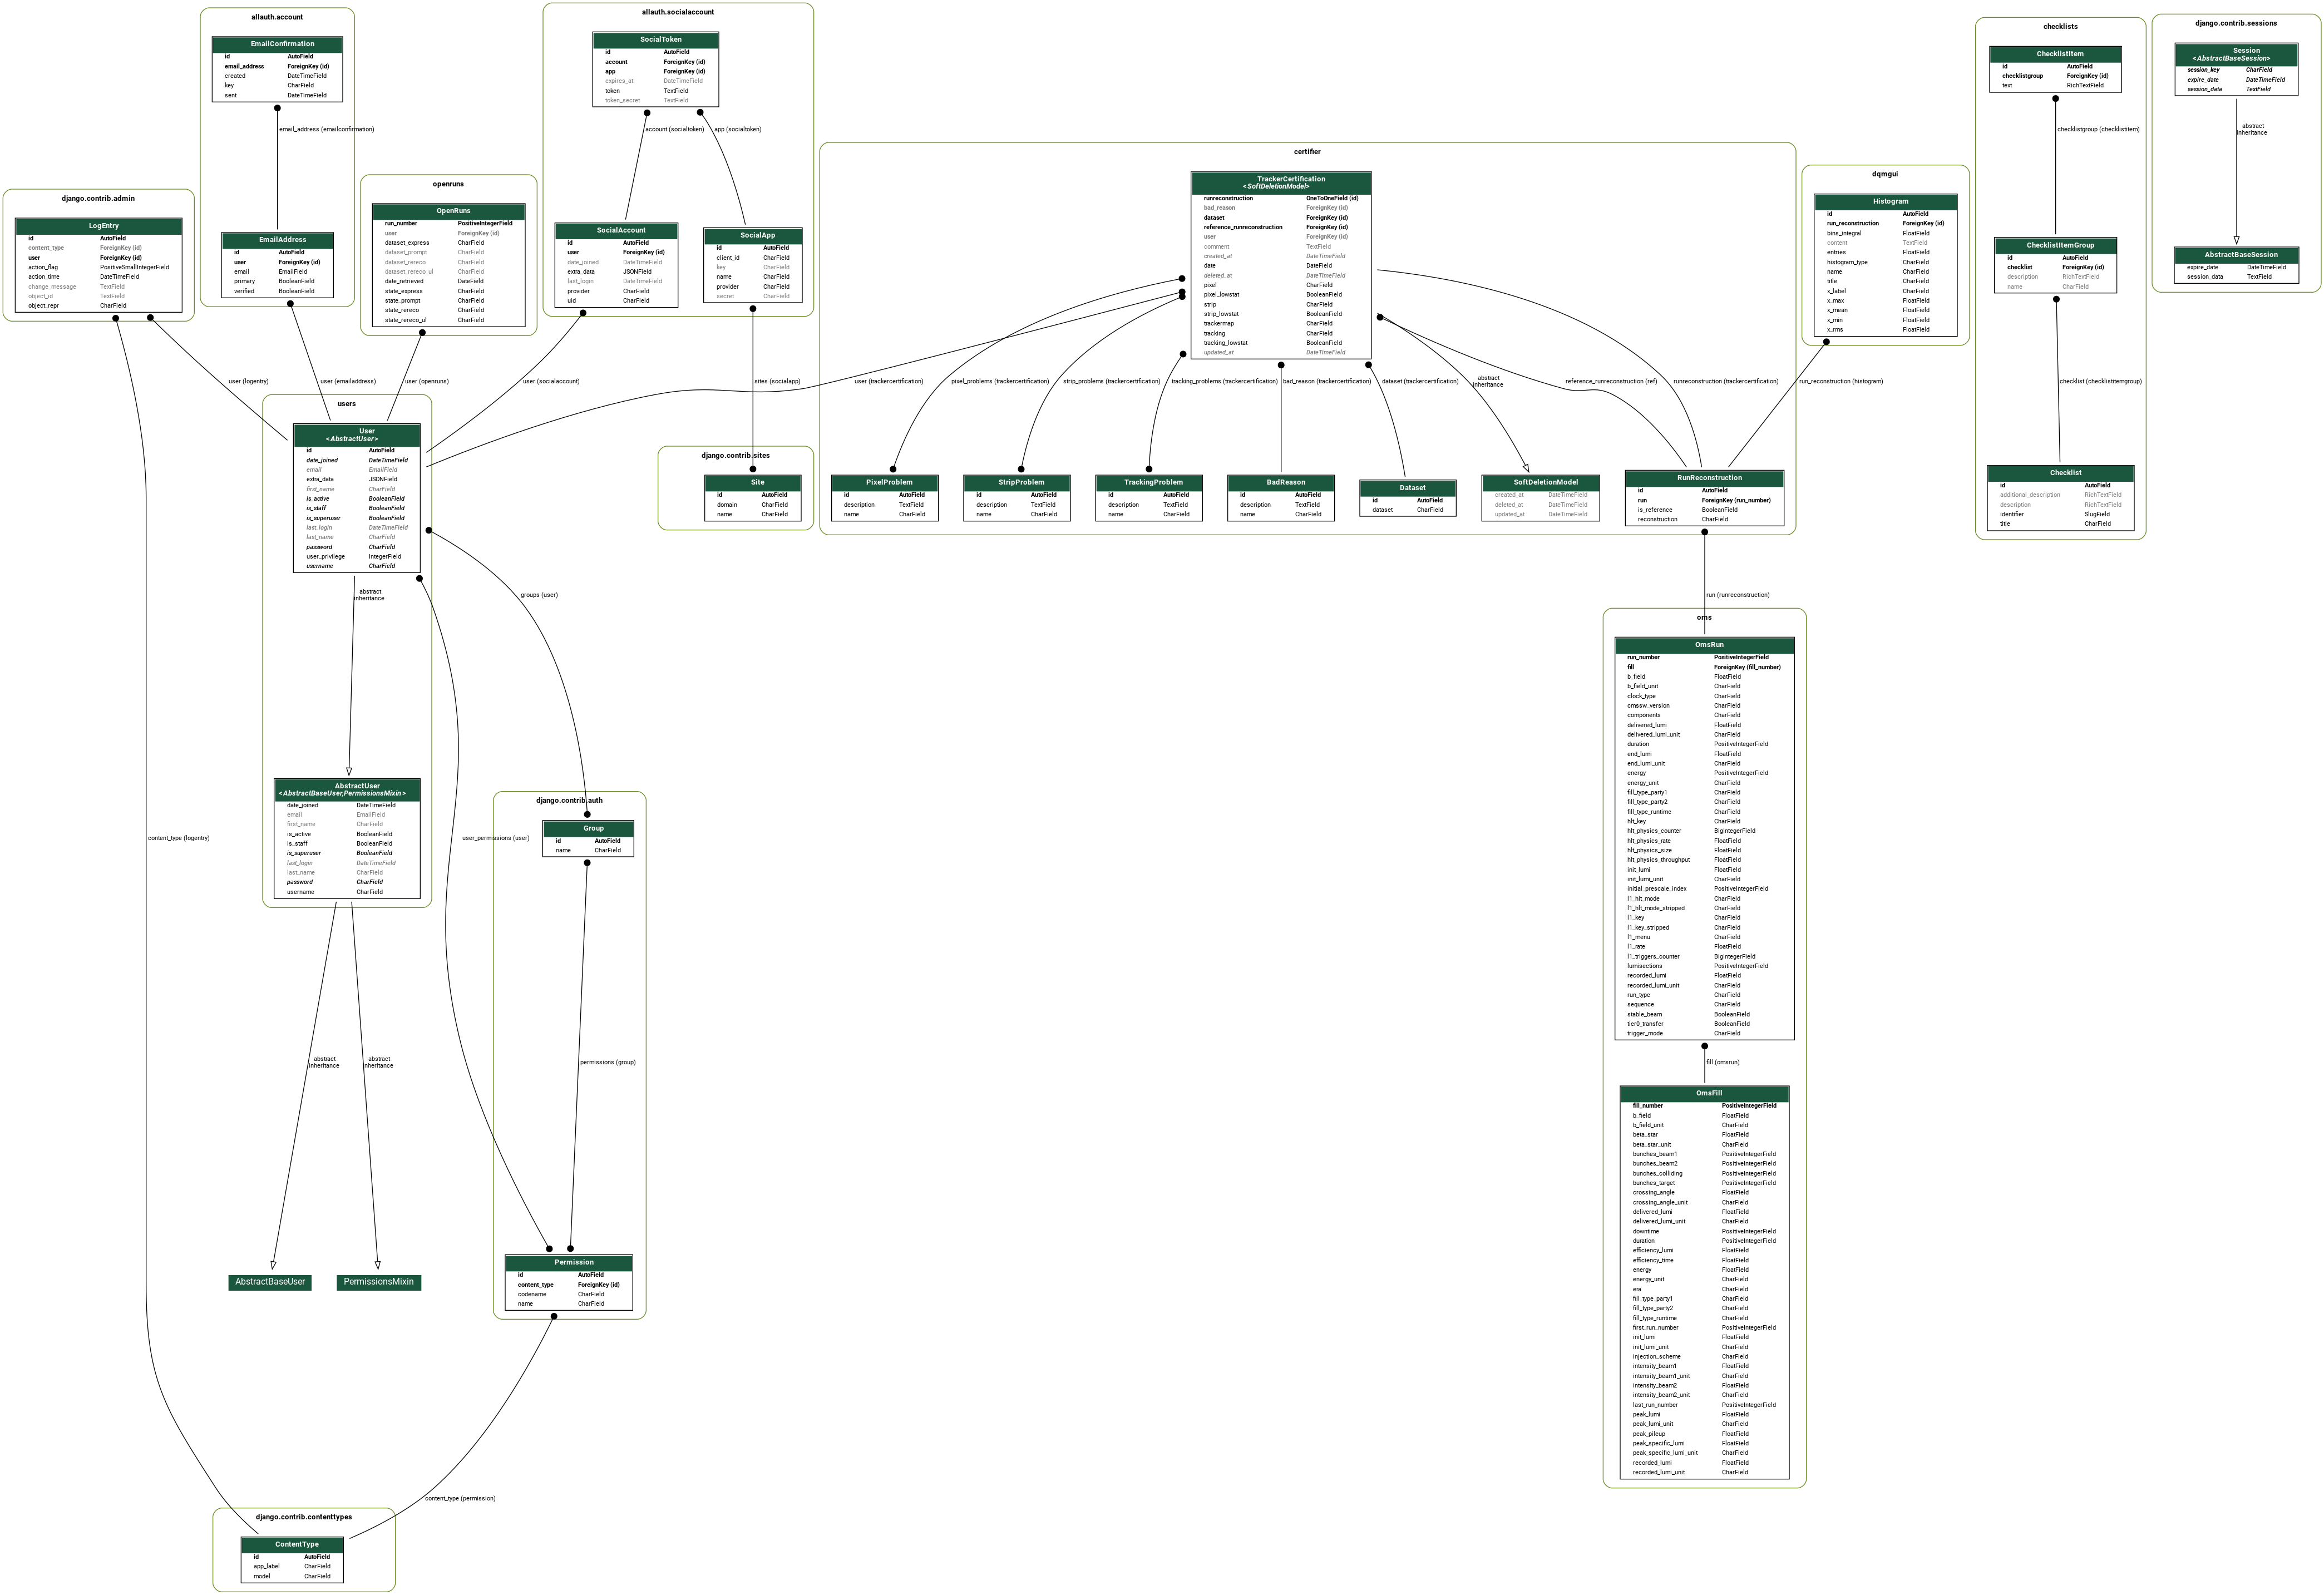 allauth.account
EmailConfirmation
id AutoField
email_address ForeignKey (id)
created DateTimeField
key CharField
sent DateTimeField
email_address (emailconfirmation)
EmailAddress
id AutoField
user ForeignKey (id)
email EmailField
primary BooleanField
verified BooleanField
allauth.socialaccount
SocialToken
id AutoField
account ForeignKey (id)
app ForeignKey (id)
expires_at DateTimeField
token TextField
token_secret TextField
account (socialtoken)
app (socialtoken)
SocialAccount
id AutoField
user ForeignKey (id)
date_joined DateTimeField
extra_data JSONField
last_login DateTimeField
provider CharField
uid CharField
SocialApp
id AutoField
client_id CharField
key CharField
name CharField
provider CharField
secret CharField
django.contrib.admin
LogEntry
id AutoField
content_type ForeignKey (id)
user ForeignKey (id)
action_flag PositiveSmallIntegerField
action_time DateTimeField
change_message TextField
object_id TextField
object_repr CharField
openruns
OpenRuns
run_number PositiveIntegerField
user ForeignKey (id)
dataset_express CharField
dataset_prompt CharField
dataset_rereco CharField
dataset_rereco_ul CharField
date_retrieved DateField
state_express CharField
state_prompt CharField
state_rereco CharField
state_rereco_ul CharField
certifier
TrackerCertification
<SoftDeletionModel>
runreconstruction OneToOneField (id)
bad_reason ForeignKey (id)
dataset ForeignKey (id)
reference_runreconstruction ForeignKey (id)
user ForeignKey (id)
comment TextField
created_at DateTimeField
date DateField
deleted_at DateTimeField
pixel CharField
pixel_lowstat BooleanField
strip CharField
strip_lowstat BooleanField
trackermap CharField
tracking CharField
tracking_lowstat BooleanField
updated_at DateTimeField
dqmgui
Histogram
id AutoField
run_reconstruction ForeignKey (id)
bins_integral FloatField
content TextField
entries FloatField
histogram_type CharField
name CharField
title CharField
x_label CharField
x_max FloatField
x_mean FloatField
x_min FloatField
x_rms FloatField
checklists
ChecklistItem
id AutoField
checklistgroup ForeignKey (id)
text RichTextField
checklistgroup (checklistitem)
ChecklistItemGroup
id AutoField
checklist ForeignKey (id)
description RichTextField
name CharField
checklist (checklistitemgroup)
Checklist
id AutoField
additional_description RichTextField
description RichTextField
identifier SlugField
title CharField
django.contrib.sessions
Session
<AbstractBaseSession>
session_key CharField
expire_date DateTimeField
session_data TextField
abstract
inheritance
AbstractBaseSession
expire_date DateTimeField
session_data TextField
user (logentry)
user (emailaddress)
user (openruns)
user (socialaccount)
sites (socialapp)
user (trackercertification)
pixel_problems (trackercertification)
strip_problems (trackercertification)
tracking_problems (trackercertification)
bad_reason (trackercertification)
dataset (trackercertification)
abstract
inheritance
reference_runreconstruction (ref)
runreconstruction (trackercertification)
run_reconstruction (histogram)
users
User
<AbstractUser>
id AutoField
date_joined DateTimeField
email EmailField
extra_data JSONField
first_name CharField
is_active BooleanField
is_staff BooleanField
is_superuser BooleanField
last_login DateTimeField
last_name CharField
password CharField
user_privilege IntegerField
username CharField
django.contrib.sites
Site
id AutoField
domain CharField
name CharField
PixelProblem
id AutoField
description TextField
name CharField
StripProblem
id AutoField
description TextField
name CharField
TrackingProblem
id AutoField
description TextField
name CharField
BadReason
id AutoField
description TextField
name CharField
Dataset
id AutoField
dataset CharField
SoftDeletionModel
created_at DateTimeField
deleted_at DateTimeField
updated_at DateTimeField
RunReconstruction
id AutoField
run ForeignKey (run_number)
is_reference BooleanField
reconstruction CharField
abstract
inheritance
groups (user)
run (runreconstruction)
AbstractUser
<AbstractBaseUser,PermissionsMixin>
date_joined DateTimeField
email EmailField
first_name CharField
is_active BooleanField
is_staff BooleanField
is_superuser BooleanField
last_login DateTimeField
last_name CharField
password CharField
username CharField
content_type (logentry)
user_permissions (user)
django.contrib.auth
Group
id AutoField
name CharField
permissions (group)
abstract
inheritance
abstract
inheritance
AbstractBaseUser
PermissionsMixin
Permission
id AutoField
content_type ForeignKey (id)
codename CharField
name CharField
content_type (permission)
django.contrib.contenttypes
ContentType
id AutoField
app_label CharField
model CharField
oms
OmsRun
run_number PositiveIntegerField
fill ForeignKey (fill_number)
b_field FloatField
b_field_unit CharField
clock_type CharField
cmssw_version CharField
components CharField
delivered_lumi FloatField
delivered_lumi_unit CharField
duration PositiveIntegerField
end_lumi FloatField
end_lumi_unit CharField
energy PositiveIntegerField
energy_unit CharField
fill_type_party1 CharField
fill_type_party2 CharField
fill_type_runtime CharField
hlt_key CharField
hlt_physics_counter BigIntegerField
hlt_physics_rate FloatField
hlt_physics_size FloatField
hlt_physics_throughput FloatField
init_lumi FloatField
init_lumi_unit CharField
initial_prescale_index PositiveIntegerField
l1_hlt_mode CharField
l1_hlt_mode_stripped CharField
l1_key CharField
l1_key_stripped CharField
l1_menu CharField
l1_rate FloatField
l1_triggers_counter BigIntegerField
lumisections PositiveIntegerField
recorded_lumi FloatField
recorded_lumi_unit CharField
run_type CharField
sequence CharField
stable_beam BooleanField
tier0_transfer BooleanField
trigger_mode CharField
fill (omsrun)
OmsFill
fill_number PositiveIntegerField
b_field FloatField
b_field_unit CharField
beta_star FloatField
beta_star_unit CharField
bunches_beam1 PositiveIntegerField
bunches_beam2 PositiveIntegerField
bunches_colliding PositiveIntegerField
bunches_target PositiveIntegerField
crossing_angle FloatField
crossing_angle_unit CharField
delivered_lumi FloatField
delivered_lumi_unit CharField
downtime PositiveIntegerField
duration PositiveIntegerField
efficiency_lumi FloatField
efficiency_time FloatField
energy FloatField
energy_unit CharField
era CharField
fill_type_party1 CharField
fill_type_party2 CharField
fill_type_runtime CharField
first_run_number PositiveIntegerField
init_lumi FloatField
init_lumi_unit CharField
injection_scheme CharField
intensity_beam1 FloatField
intensity_beam1_unit CharField
intensity_beam2 FloatField
intensity_beam2_unit CharField
last_run_number PositiveIntegerField
peak_lumi FloatField
peak_lumi_unit CharField
peak_pileup FloatField
peak_specific_lumi FloatField
peak_specific_lumi_unit CharField
recorded_lumi FloatField
recorded_lumi_unit CharField